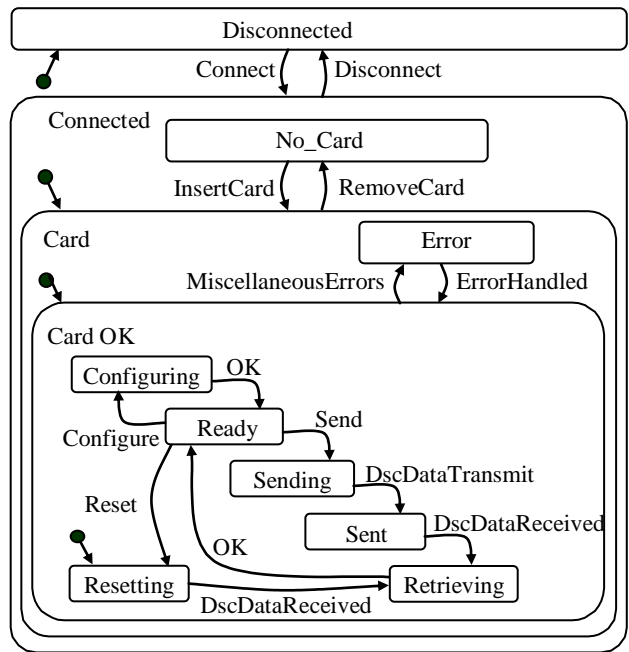 Disconnected
Connect Disconnect
Connected
No_Card
InsertCard RemoveCard
Card
Error
MiscellaneousErrors ErrorHandled
Card OK
Configuring OK
Configure Ready Send
Sending DscDataTransmit
Reset
Sent DscDataReceived
OK
Resetting Retrieving
DscDataReceived